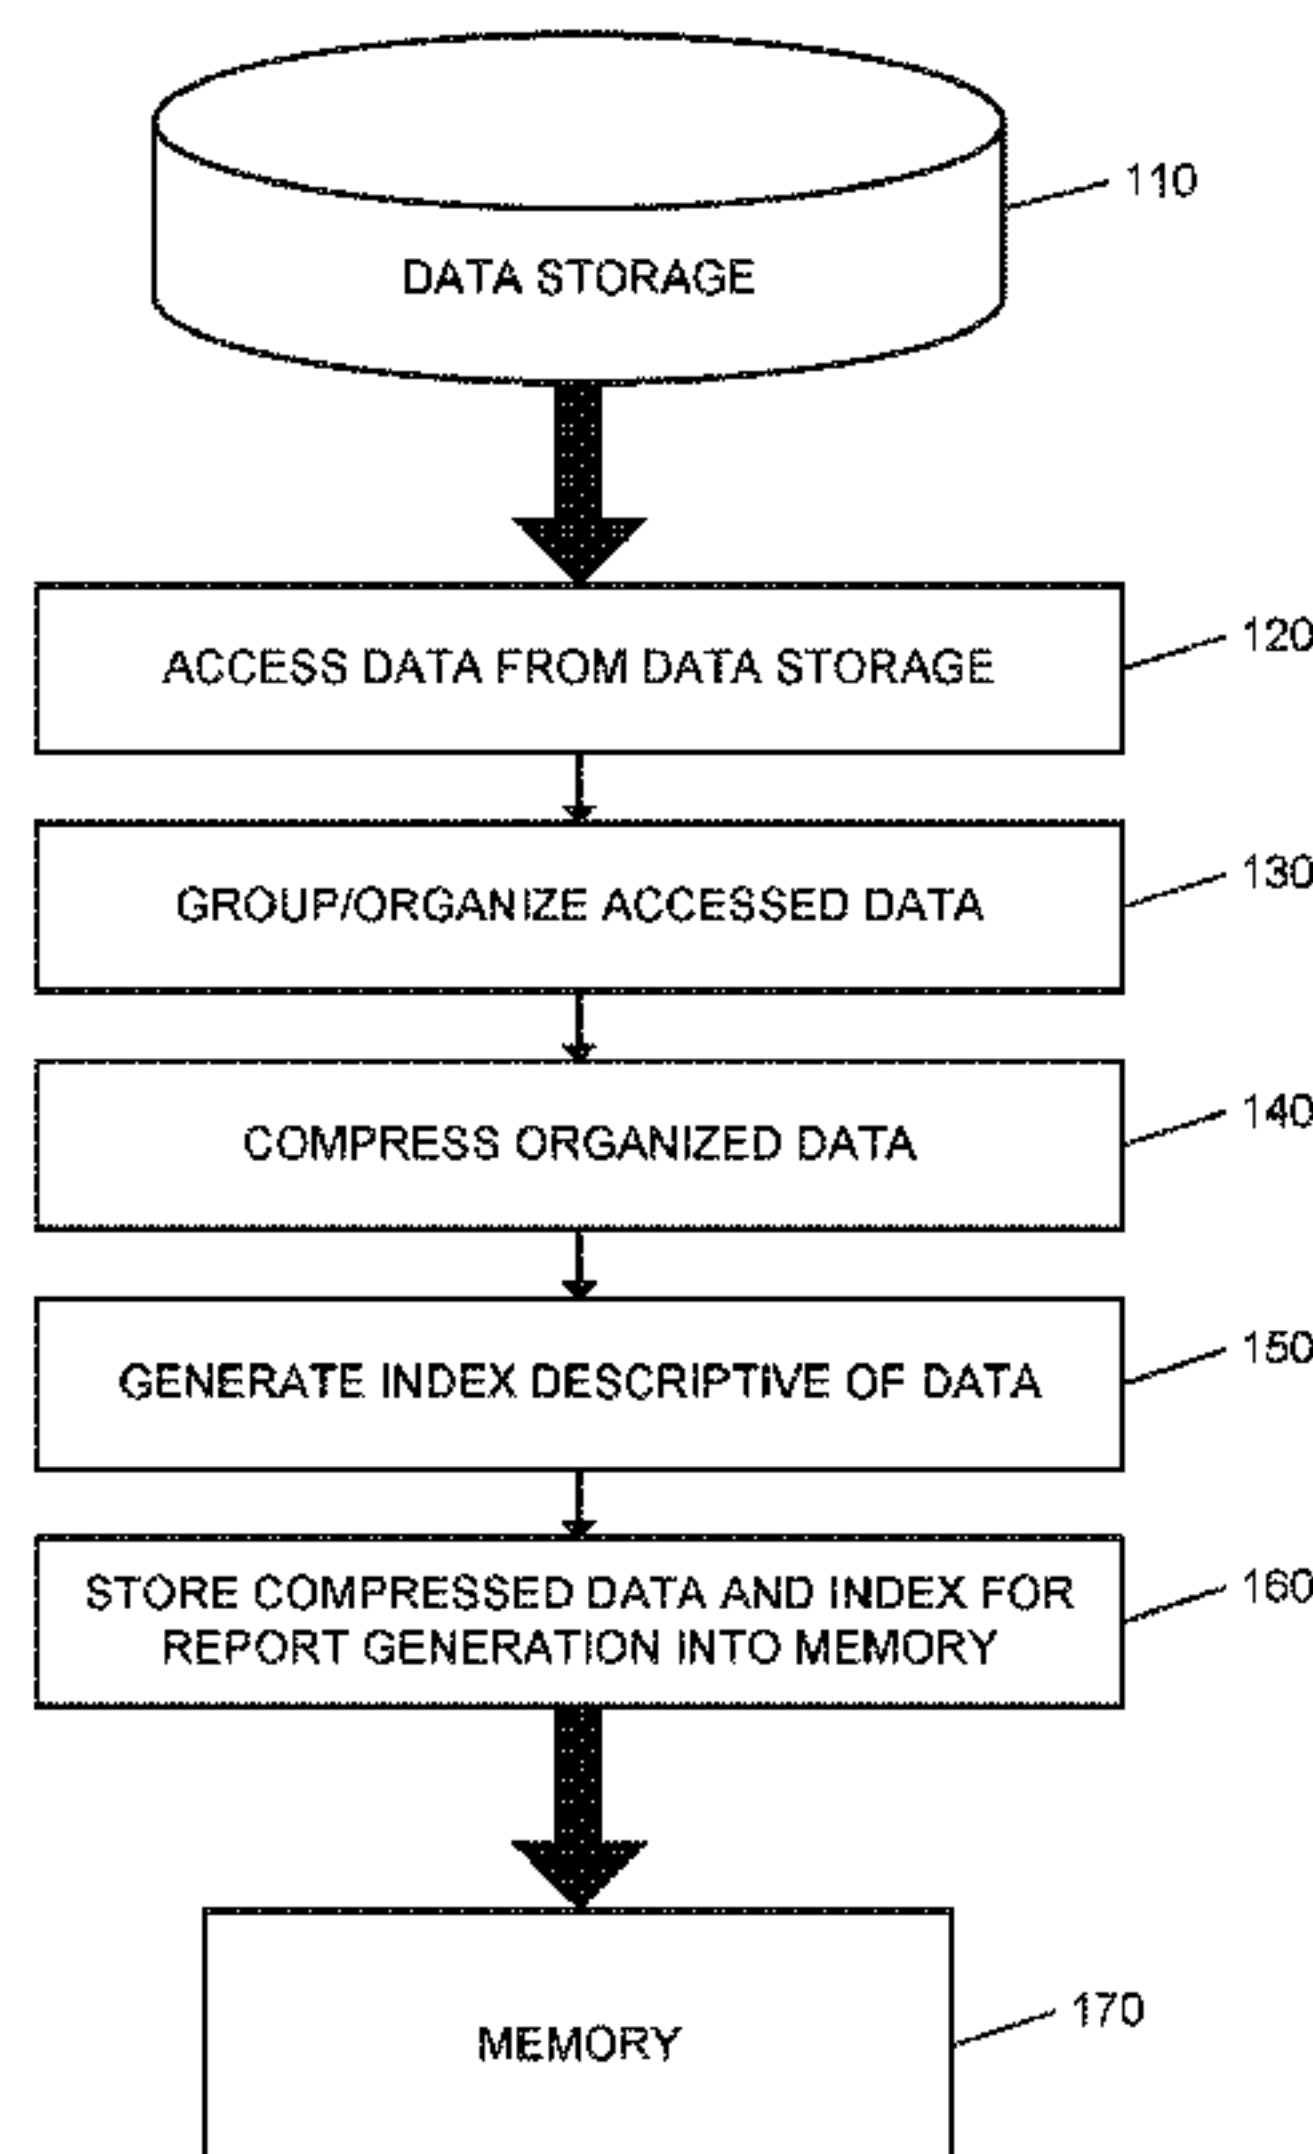 110
DATA STORAGE
120
ACCESS DATA FROM DATA STORAGE
130
GROUP/ORGANIZE ACCESSED DATA
140
COMPRESS ORGANIZED DATA
150
GENERATE INDEX DESCRIPTIVE OF DATA
160
STORE COMPRESSED DATA AND INDEX FOR
REPORT GENERATION INTO MEMORY
170
MEMORY